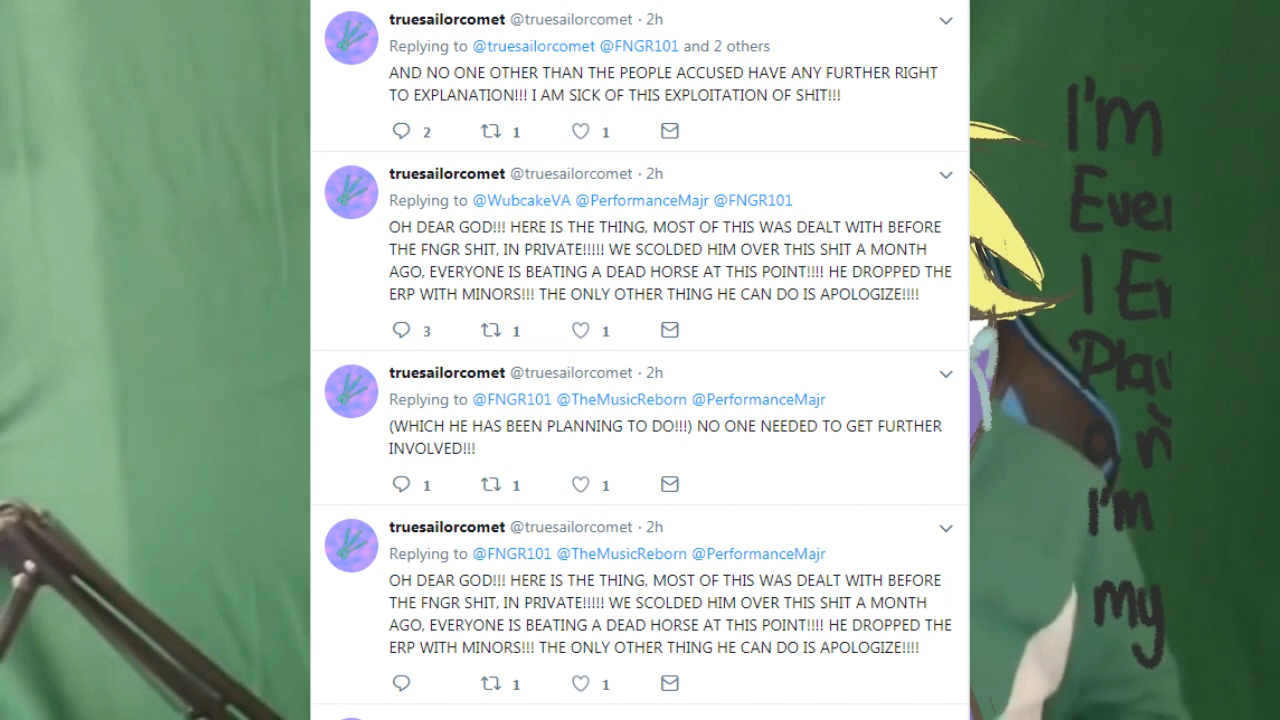 truesailorcomet @truesailorcomet · 2h
Replying to @truesailorcomet @FNGR101 and 2 others
AND NO ONE OTHER THAN THE PEOPLE ACCUSED HAVE ANY FURTHER RIGHT
TO EXPLANATION!!! I AM SICK OF THIS EXPLOITATION OF SHIT!!!
2 1 1
truesailorcomet @truesailorcomet · 2h
Replying to @WubcakeVA @PerformanceMajr @FNGR101
OH DEAR GOD!!! HERE IS THE THING, MOST OF THIS WAS DEALT WITH BEFORE
THE FNGR SHIT, IN PRIVATE!!!!! WE SCOLDED HIM OVER THIS SHIT A MONTH
AGO, EVERYONE IS BEATING A DEAD HORSE AT THIS POINT!!!! HE DROPPED THE
ERP WITH MINORS!!! THE ONLY OTHER THING HE CAN DO IS APOLOGIZE!!!!
3 1 1
truesailorcomet @truesailorcomet · 2h
Replying to @FNGR101 @TheMusicReborn @PerformanceMajr
(WHICH HE HAS BEEN PLANNING TO DO!!!) NO ONE NEEDED TO GET FURTHER
INVOLVED!!!
1 1 1
truesailorcomet @truesailorcomet · 2h
Replying to @FNGR101 @TheMusicReborn @PerformanceMajr
OH DEAR GOD!!! HERE IS THE THING, MOST OF THIS WAS DEALT WITH BEFORE
THE FNGR SHIT, IN PRIVATE!!!!! WE SCOLDED HIM OVER THIS SHIT A MONTH
AGO, EVERYONE IS BEATING A DEAD HORSE AT THIS POINT!!!! HE DROPPED THE
ERP WITH MINORS!!! THE ONLY OTHER THING HE CAN DO IS APOLOGIZE!!!!
1 1
I'm
I
I'm
my